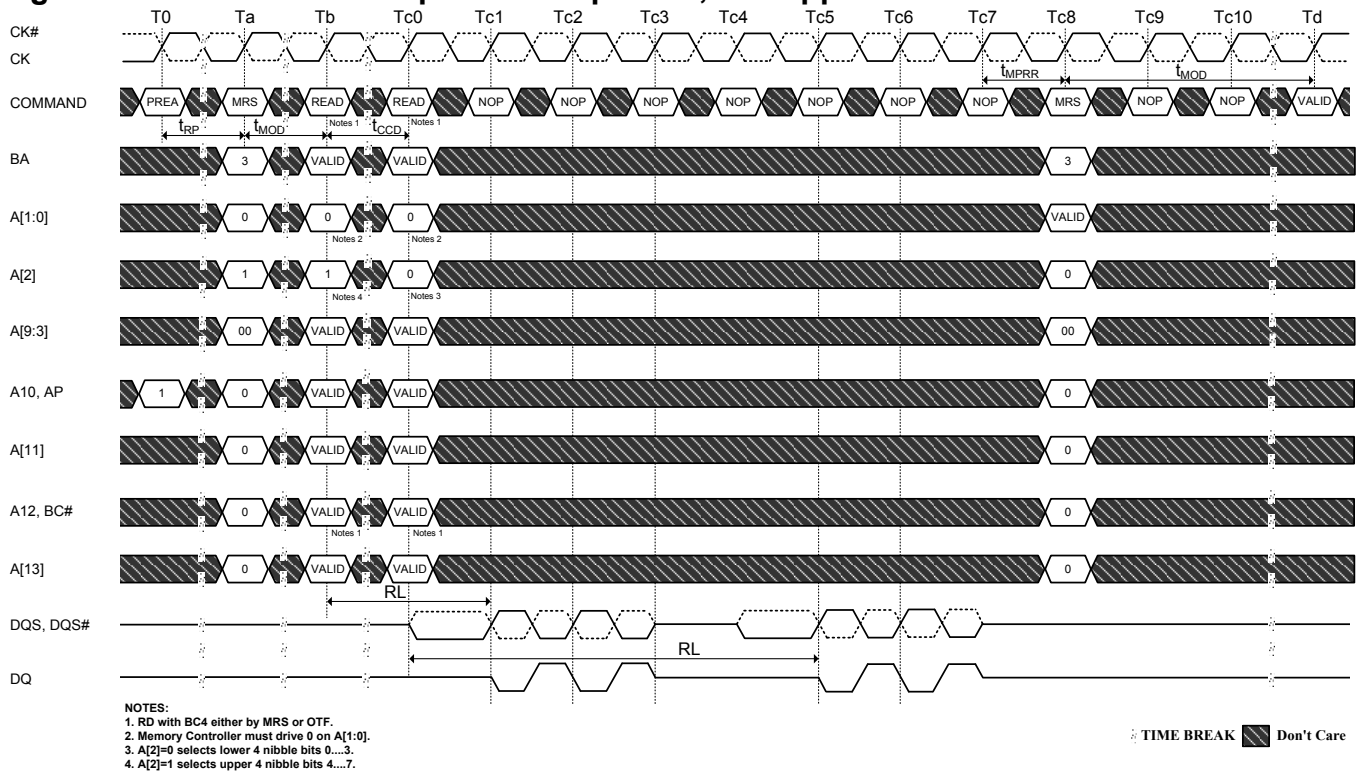 T0 Ta Tb Tc0 Tc1 Tc2 Tc3 Tc4 Tc5 Tc6 Tc7 Tc8 Tc9 Tc10 Td
CK#
CK
tMPRR tMOD
COMMAND PREA MRS READ READ NOP NOP NOP NOP NOP NOP NOP MRS NOP NOP VALID
Notes 1 Notes 1
tRP tMOD tCCD
BA 3 VALID VALID 3
A[1:0] 0 0 0 VALID
Notes 2 Notes 2
A[2] 1 1 0 0
Notes 4 Notes 3
A[9:3] 00 VALID VALID 00
A10, AP 1 0 VALID VALID 0
A[11] 0 VALID VALID 0
A12, BC# 0 VALID VALID 0
Notes 1 Notes 1
A[13] 0 VALID VALID 0
RL
DQS, DQS#
RL
DQ
NOTES:
1. RD with BC4 either by MRS or OTF.
2. Memory Controller must drive 0 on A[1:0].
3. A[2]=0 selects lower 4 nibble bits 0....3.
4. A[2]=1 selects upper 4 nibble bits 4....7.
TIME BREAK Don't Care